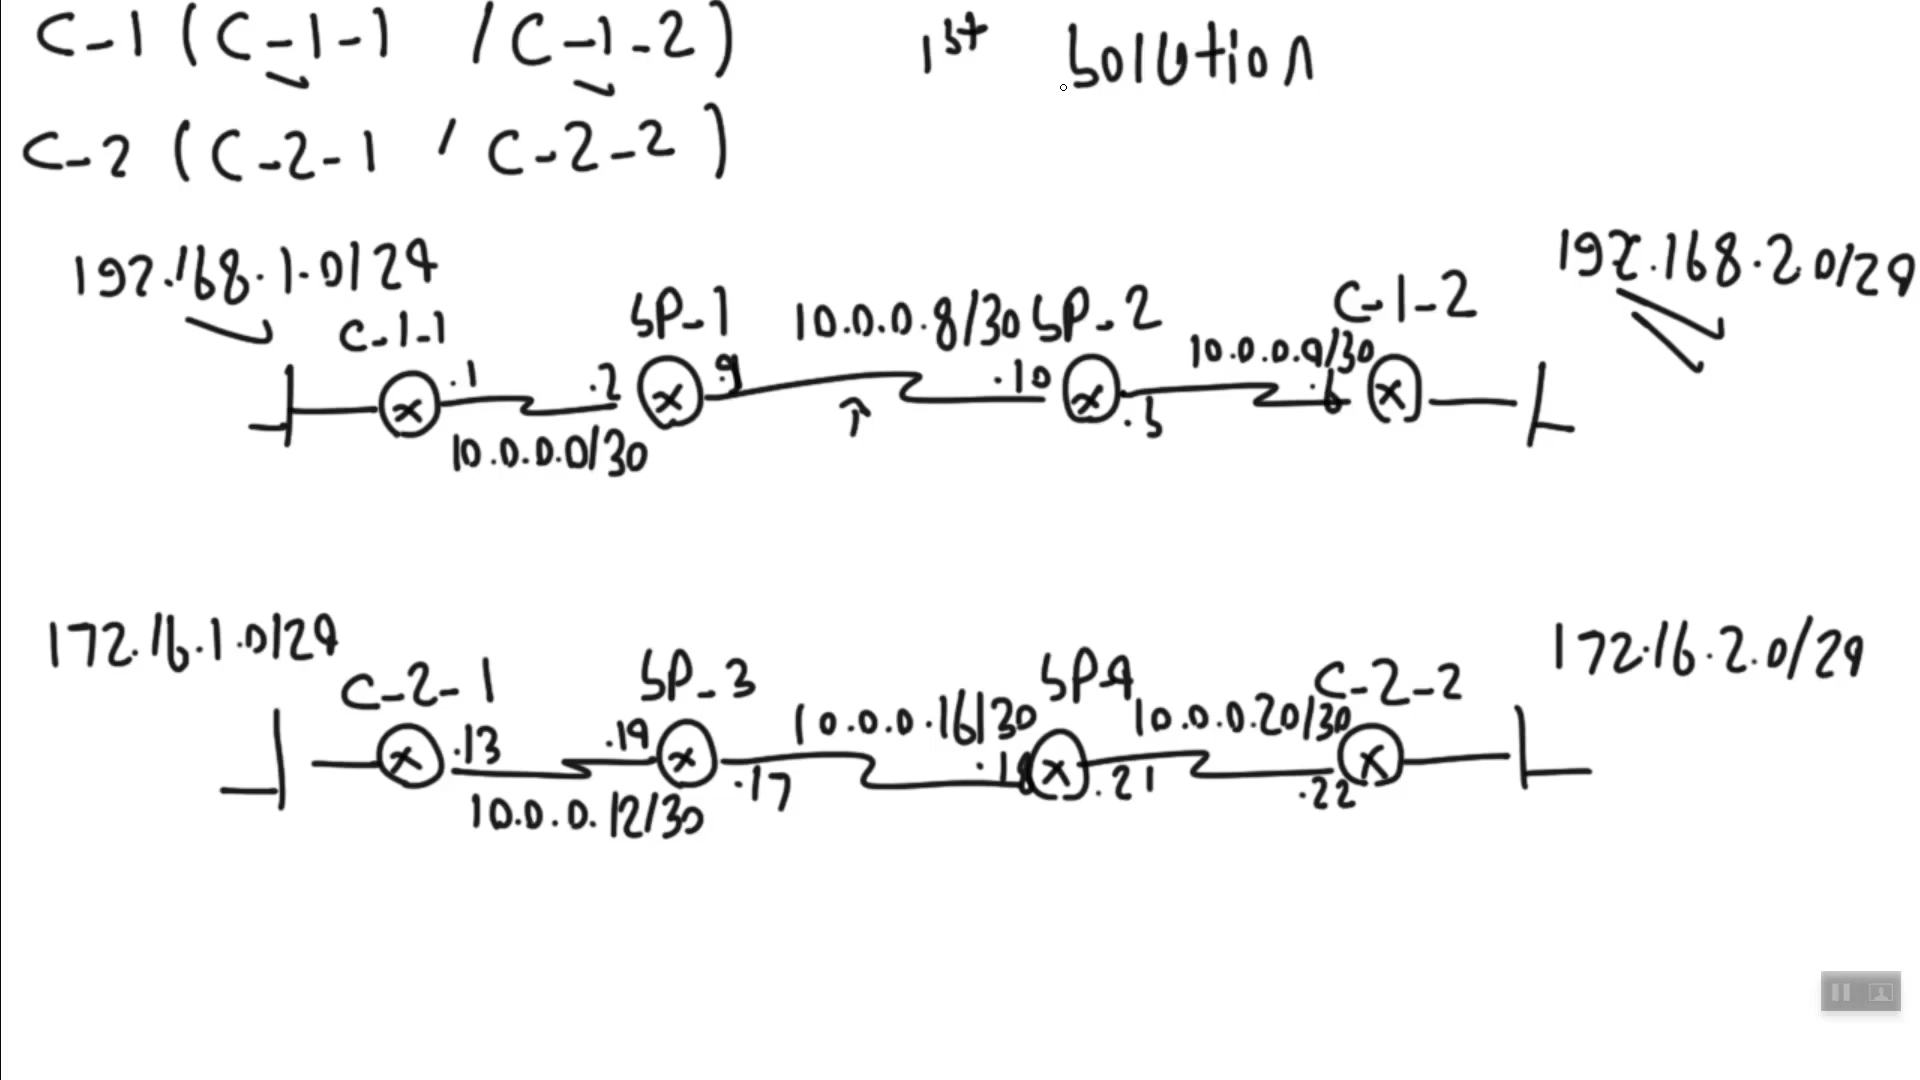 C-1 (C-1-1 / C-1-2) 1st Solution
C-2 (C-2-1 / C-2-2)
192.168.1.0/24 192.168.2.0/24
C-1-1 SP-1 10.0.0.8/30 SP-2 C-1-2
10.0.0.4/30
.1 .2 .9 .10 .5 .6
x x x x
10.0.0.0/30
172.16.1.0/24 172.16.2.0/24
C-2-1 SP-3 SP4 C-2-2
10.0.0.16/30 10.0.0.20/30
.13 .14 .17 .18 .21 .22
x x x x
10.0.0.12/30